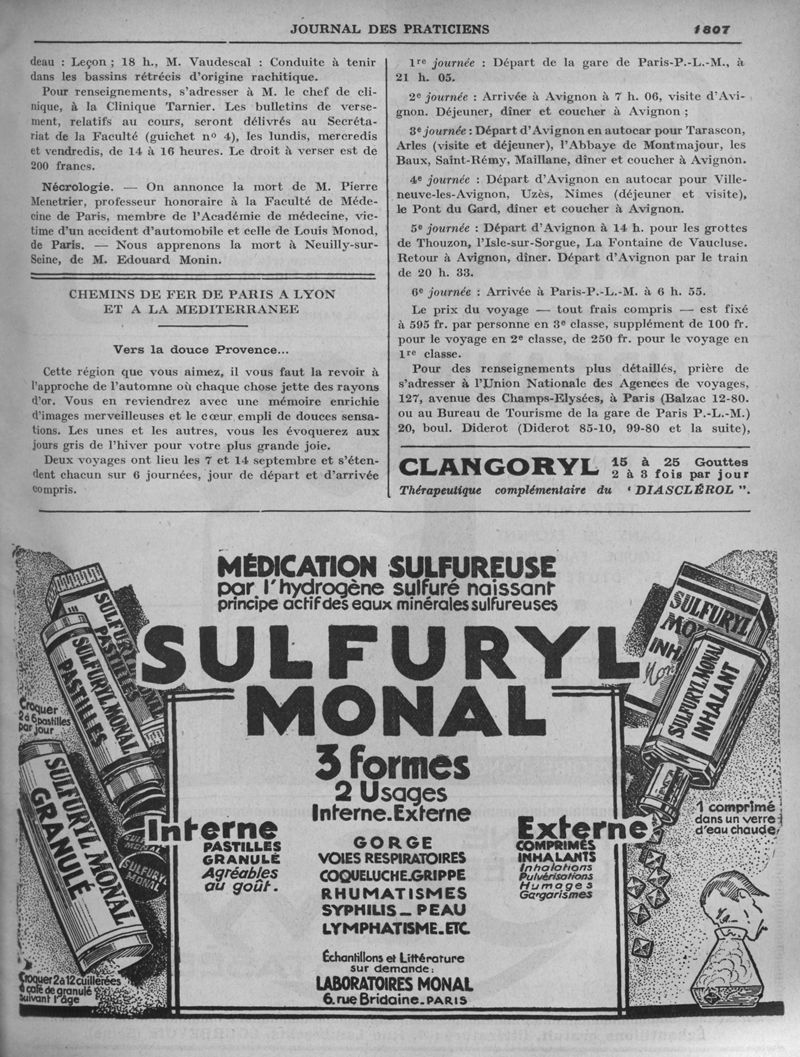 JOURNAL DES PRATICIENS
1807
deau : Leçon ; 18 h., M. Vaudescal : Conduite à tenir
dans les bassins rétrécis d'origine rachitique.
Pour renseignements, s'adresser à M. le chef de cli-
nique, à la Clinique Tarnier. Les bulletins de verse-
ment, relatifs au cours, seront délivrés au Secréta-
riat de la Faculté (guichet nº 4), les lundis, mercredis
et vendredis, de 14 à 16 heures. Le droit à verser est de
200 francs.
Nécrologie. — On annonce la mort de M. Pierre
Menetrier, professeur honoraire à la Faculté de Méde-
cine de Paris, membre de l'Académie de médecine, vic-
time d'un accident d'automobile et celle de Louis Monod,
de Paris. — Nous apprenons la mort à Neuilly-sur-
Seine, de M. Edouard Monin.
CHEMINS DE FER DE PARIS A LYON
ET A LA MEDITERRANEE
Vers la douce Provence...
Cette région que vous aimez, il vous faut la revoir à
l'approche de l'automne où chaque chose jette des rayons
d'or. Vous en reviendrez avec une mémoire enrichie
d'images merveilleuses et le cœur empli de douces sensa-
tions. Les unes et les autres, vous les évoquerez aux
jours gris de l'hiver pour votre plus grande joie.
Deux voyages ont lieu les 7 et 14 septembre et s'éten-
dent chacun sur 6 journées, jour de départ et d'arrivée
compris.
1re journée : Départ de la gare de Paris-P.-L.-M., à
21 h. 05.
2e journée : Arrivée à Avignon à 7 h. 06, visite d'Avi-
gnon. Déjeuner, dîner et coucher à Avignon ;
3e journée : Départ d'Avignon en autocar pour Tarascon,
Arles (visite et déjeuner), l'Abbaye de Montmajour, les
Baux, Saint-Rémy, Maillane, dîner et coucher à Avignon.
4e journée : Départ d'Avignon en autocar pour Ville-
neuve-les-Avignon, Uzès, Nîmes (déjeuner et visite),
le Pont du Gard, dîner et coucher à Avignon.
5e journée : Départ d'Avignon à 14 h. pour les grottes
de Thouzon, l'Isle-sur-Sorgue, La Fontaine de Vaucluse.
Retour à Avignon, dîner. Départ d'Avignon par le train
de 20 h. 33.
6e journée : Arrivée à Paris-P.-L.-M. à 6 h. 55.
Le prix du voyage — tout frais compris — est fixé
à 595 fr. par personne en 3e classe, supplément de 100 fr.
pour le voyage en 2e classe, de 250 fr. pour le voyage en
1re classe.
Pour des renseignements plus détaillés, prière de
s'adresser à l'Union Nationale des Agences de voyages,
127, avenue des Champs-Elysées, à Paris (Balzac 12-80.
ou au Bureau de Tourisme de la gare de Paris P.-L.-M.)
20, boul. Diderot (Diderot 85-10, 99-80 et la suite),
CLANGORYL 15 à 25 Gouttes
2 à 3 fois par jour
Thérapeutique complémentaire du ‘ DIASCLÉROL ”.
MÉDICATION SULFUREUSE
par l'hydrogène sulfuré naissant
principe actif des eaux minérales sulfureuses
SULFURYL
MONAL
3 formes
2 Usages
Interne.Externe
GORGE
VOIES RESPIRATOIRES
COQUELUCHE.GRIPPE
RHUMATISMES
SYPHILIS_PEAU
LYMPHATISME.ETC.
Échantillons et Littérature
sur demande:
LABORATOIRES MONAL
6.rue Bridaine.PARIS
Interne
PASTILLES
GRANULÉ
Agréables
au goût.
Externe
COMPRIMÉS
INHALANTS
Inhalations
Pulvérisations
Humages
Gargarismes
SULFURYL
PASTILLES
SULFURYL MONAL
PASTILLES
Croquer
2 à 6 pastilles
par jour
SULFURYL MONAL
GRANULÉ
SULFURYL
MONAL
Croquer 2 à 12 cuillerées
à café de granulé
suivant l'âge
SULFURYL
MO
INH
SULFURYL MONAL
INHALANT
1 comprimé
dans un verre
d'eau chaude